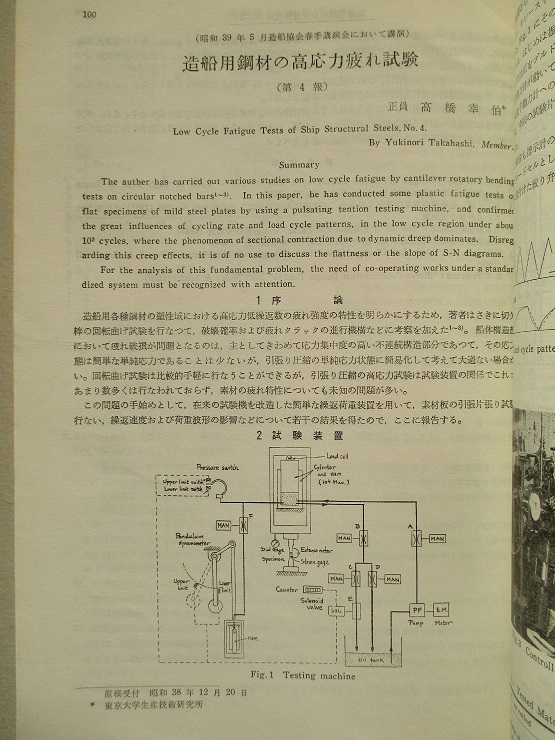 100
(昭和 39 年 5 月造船協会春季講演会において講演)
造船用鋼材の高応力疲れ試験
(第 4 報)
正員 高橋幸伯*
Low Cycle Fatigue Tests of Ship Structural Steels, No. 4.
By Yukinori Takahashi, Member
Summary
The auther has carried out various studies on low cycle fatigue by cantilever rotatory bending
tests on circular notched bars¹⁻³⁾. In this paper, he has conducted some plastic fatigue tests
flat specimens of mild steel plates by using a pulsating tention testing machine, and confirmed
the great influences of cycling rate and load cycle patterns, in the low cycle region under
10³ cycles, where the phenomenon of sectional contraction due to dynamic dreep dominates. Disreg
arding this creep effects, it is of no use to discuss the flattness or the slope of S-N diagrams.
For the analysis of this fundamental problem, the need of co-operating works under a standar
dized system must be recognized with attention.
1 序 論
造船用各種鋼材の塑性域における高応力低繰返数の疲れ強度の特性を明らかにするため,著者はさきに切
棒の回転曲げ試験を行なつて,破壊確率および疲れクラックの進行機構などに考察を加えた¹⁻³⁾。船体構造
において疲れ破損が問題となるのは,主としてきわめて応力集中度の高い不連続構造部分であつて,その応
態は簡単な単純応力であることは少ないが,引張り圧縮の単純応力状態に簡易化して考えて大過ない場合
い。回転曲げ試験は比較的手軽に行なうことができるが,引張り圧縮の高応力試験は試験装置の関係でこれ
あまり数多くは行なわれておらず,素材の疲れ特性についても未知の問題が多い。
この問題の手始めとして,在来の試験機を改造した簡単な繰返荷重装置を用いて,素材板の引張片振り試
行ない,繰返速度および荷重波形の影響などについて若干の結果を得たので,ここに報告する。
2 試 験 装 置
Pressure switch
Upper limit switch
Lower limit switch
Load cell
Cylinder
and ram
MAN
F
Pendulum
dynamometer
Upper
limit
Lower
limit
ram
Dial gage
Specimen
Extensometer
Strain gage
Counter
Solenoid
valve
SOL
B
MAN
A
MAN
MAN
C
D
MAN
E
PF
E.M.
Pump
Motor
Oil tank
Fig. 1 Testing machine
原稿受付 昭和 38 年 12 月 20 日
* 東京大学生産技術研究所
cycle patte
Controll